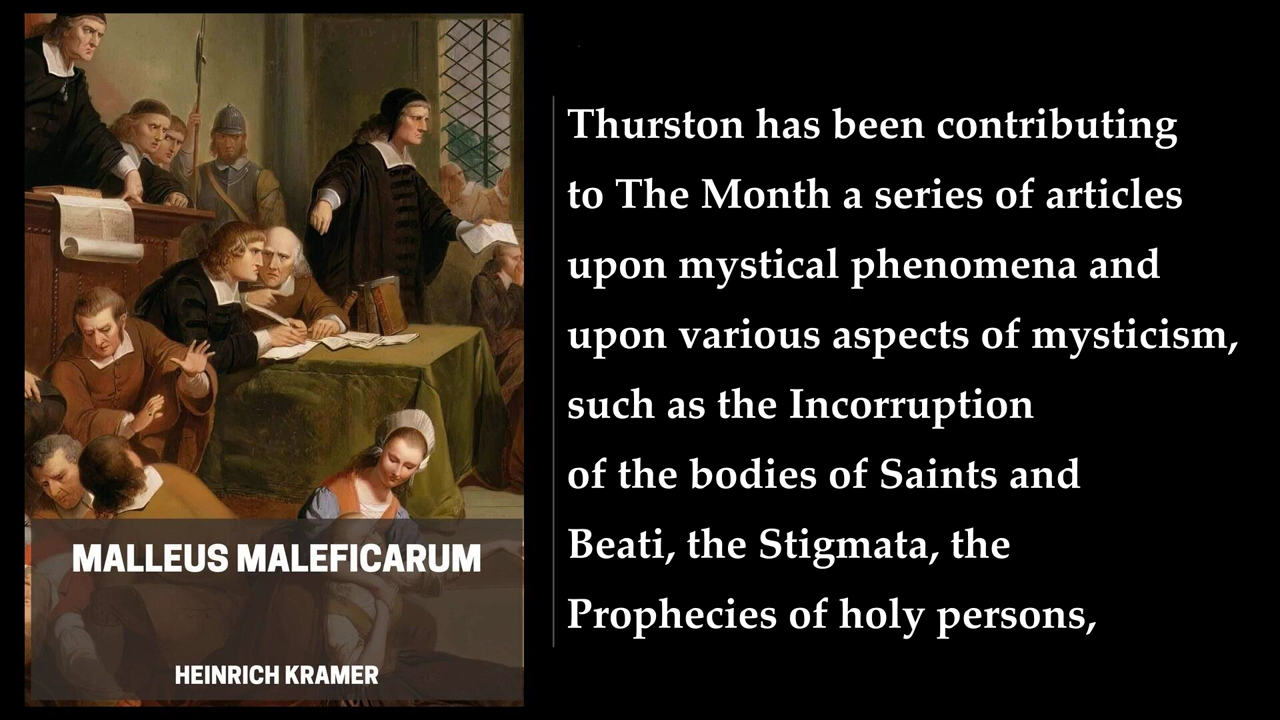 MALLEUS MALEFICARUM
HEINRICH KRAMER
Thurston has been contributing
to The Month a series of articles
upon mystical phenomena and
upon various aspects of mysticism,
such as the Incorruption
of the bodies of Saints and
Beati, the Stigmata, the
Prophecies of holy persons,